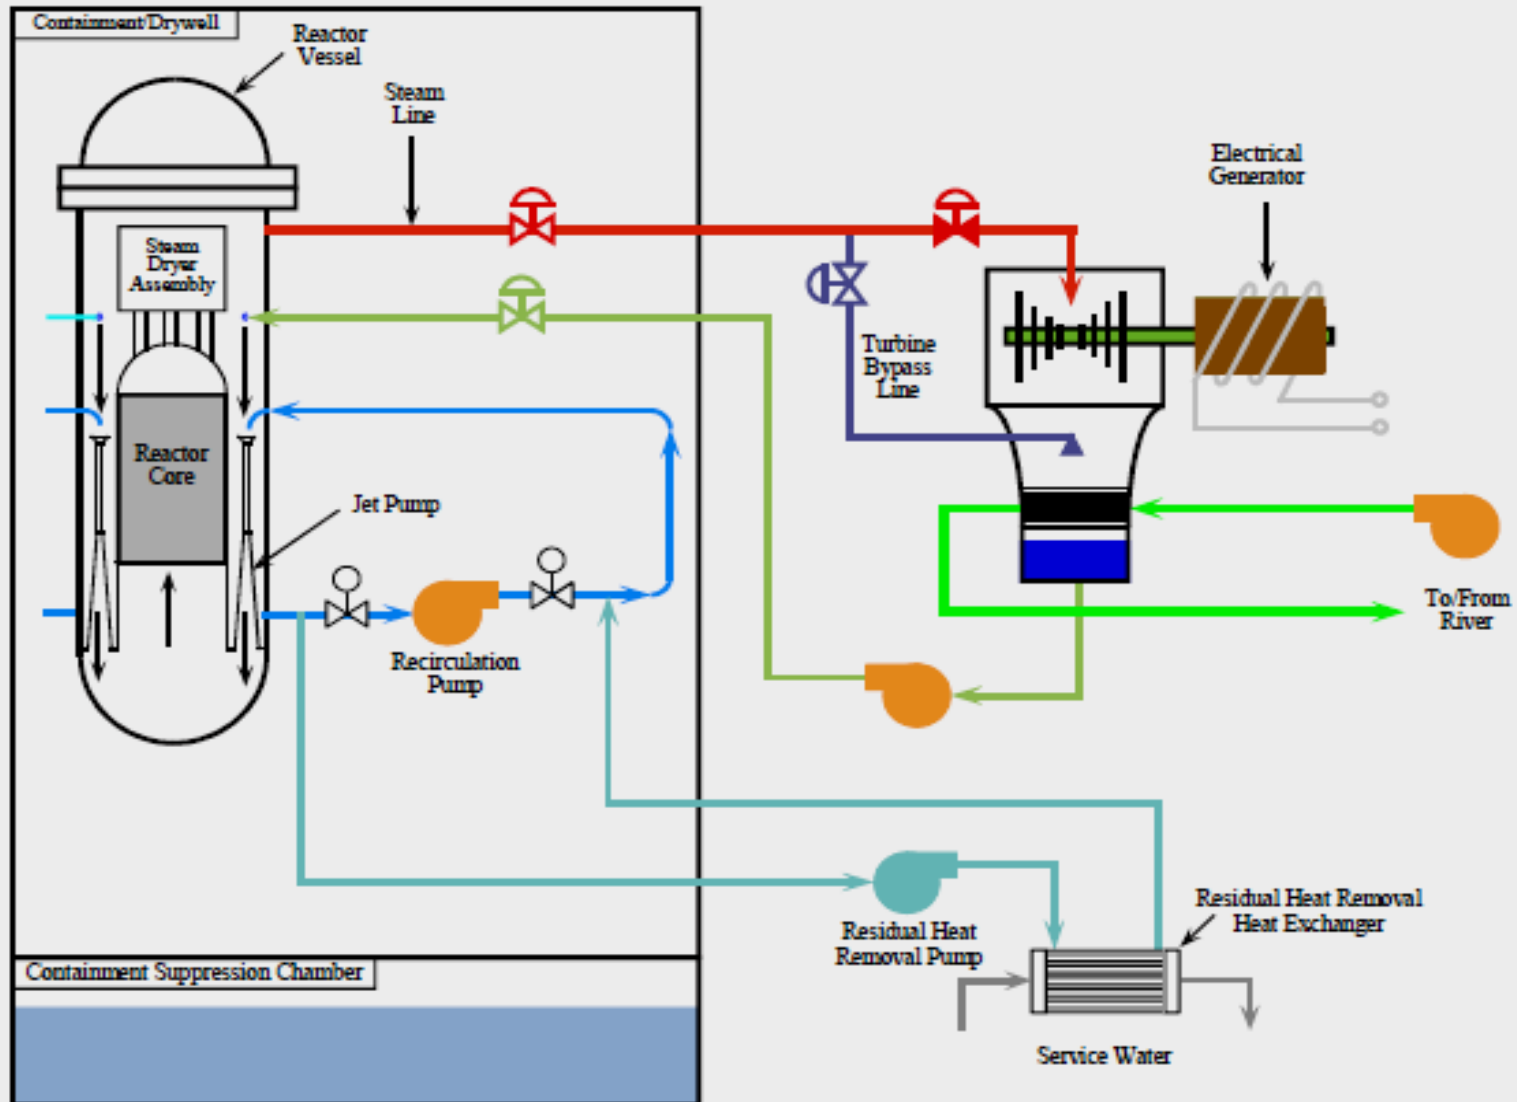 Containment/Drywell
Reactor
Vessel
Steam
Line
Electrical
Generator
Steam
Dryer
Assembly
Turbine
Bypass
Line
Reactor
Core
Jet Pump
To/From
River
Recirculation
Pump
Residual Heat Removal
Heat Exchanger
Residual Heat
Removal Pump
Containment Suppression Chamber
Service Water